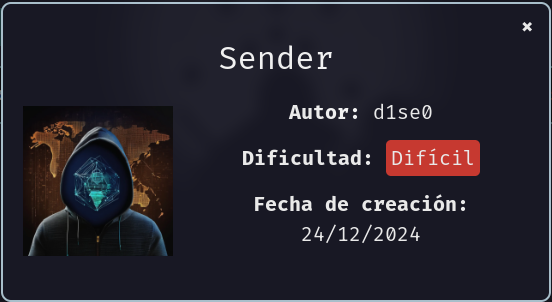 ×
Sender
Autor: d1se0
Dificultad: Difícil
Fecha de creación:
24/12/2024